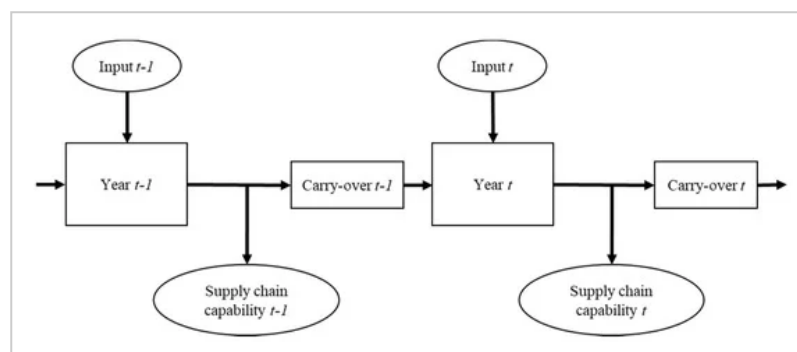 Input t-1
Input t
Year t-1
Carry-over t-1
Year t
Carry-over t
Supply chain
capability t-1
Supply chain
capability t